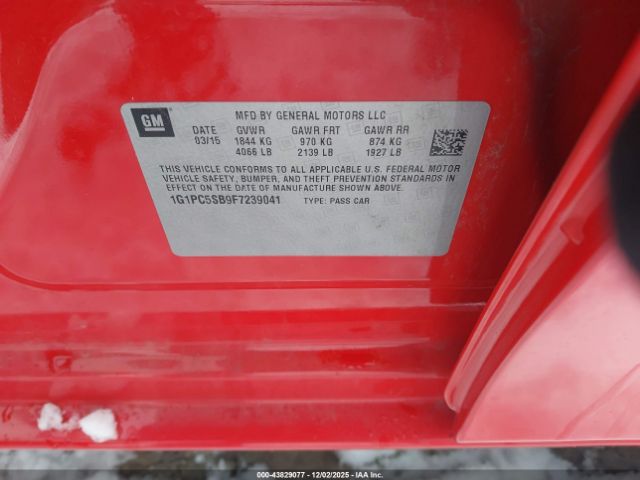 GM
MFD BY GENERAL MOTORS LLC
DATE GVWR GAWR FRT GAWR RR
03/15 1844 KG 970 KG 874 KG
4066 LB 2139 LB 1927 LB
THIS VEHICLE CONFORMS TO ALL APPLICABLE U.S. FEDERAL MOTOR
VEHICLE SAFETY, BUMPER, AND THEFT PREVENTION STANDARDS
IN EFFECT ON THE DATE OF MANUFACTURE SHOWN ABOVE.
1G1PC5SB9F7239041 TYPE: PASS CAR
000-43829077 - 12/02/2025 - IAA Inc.